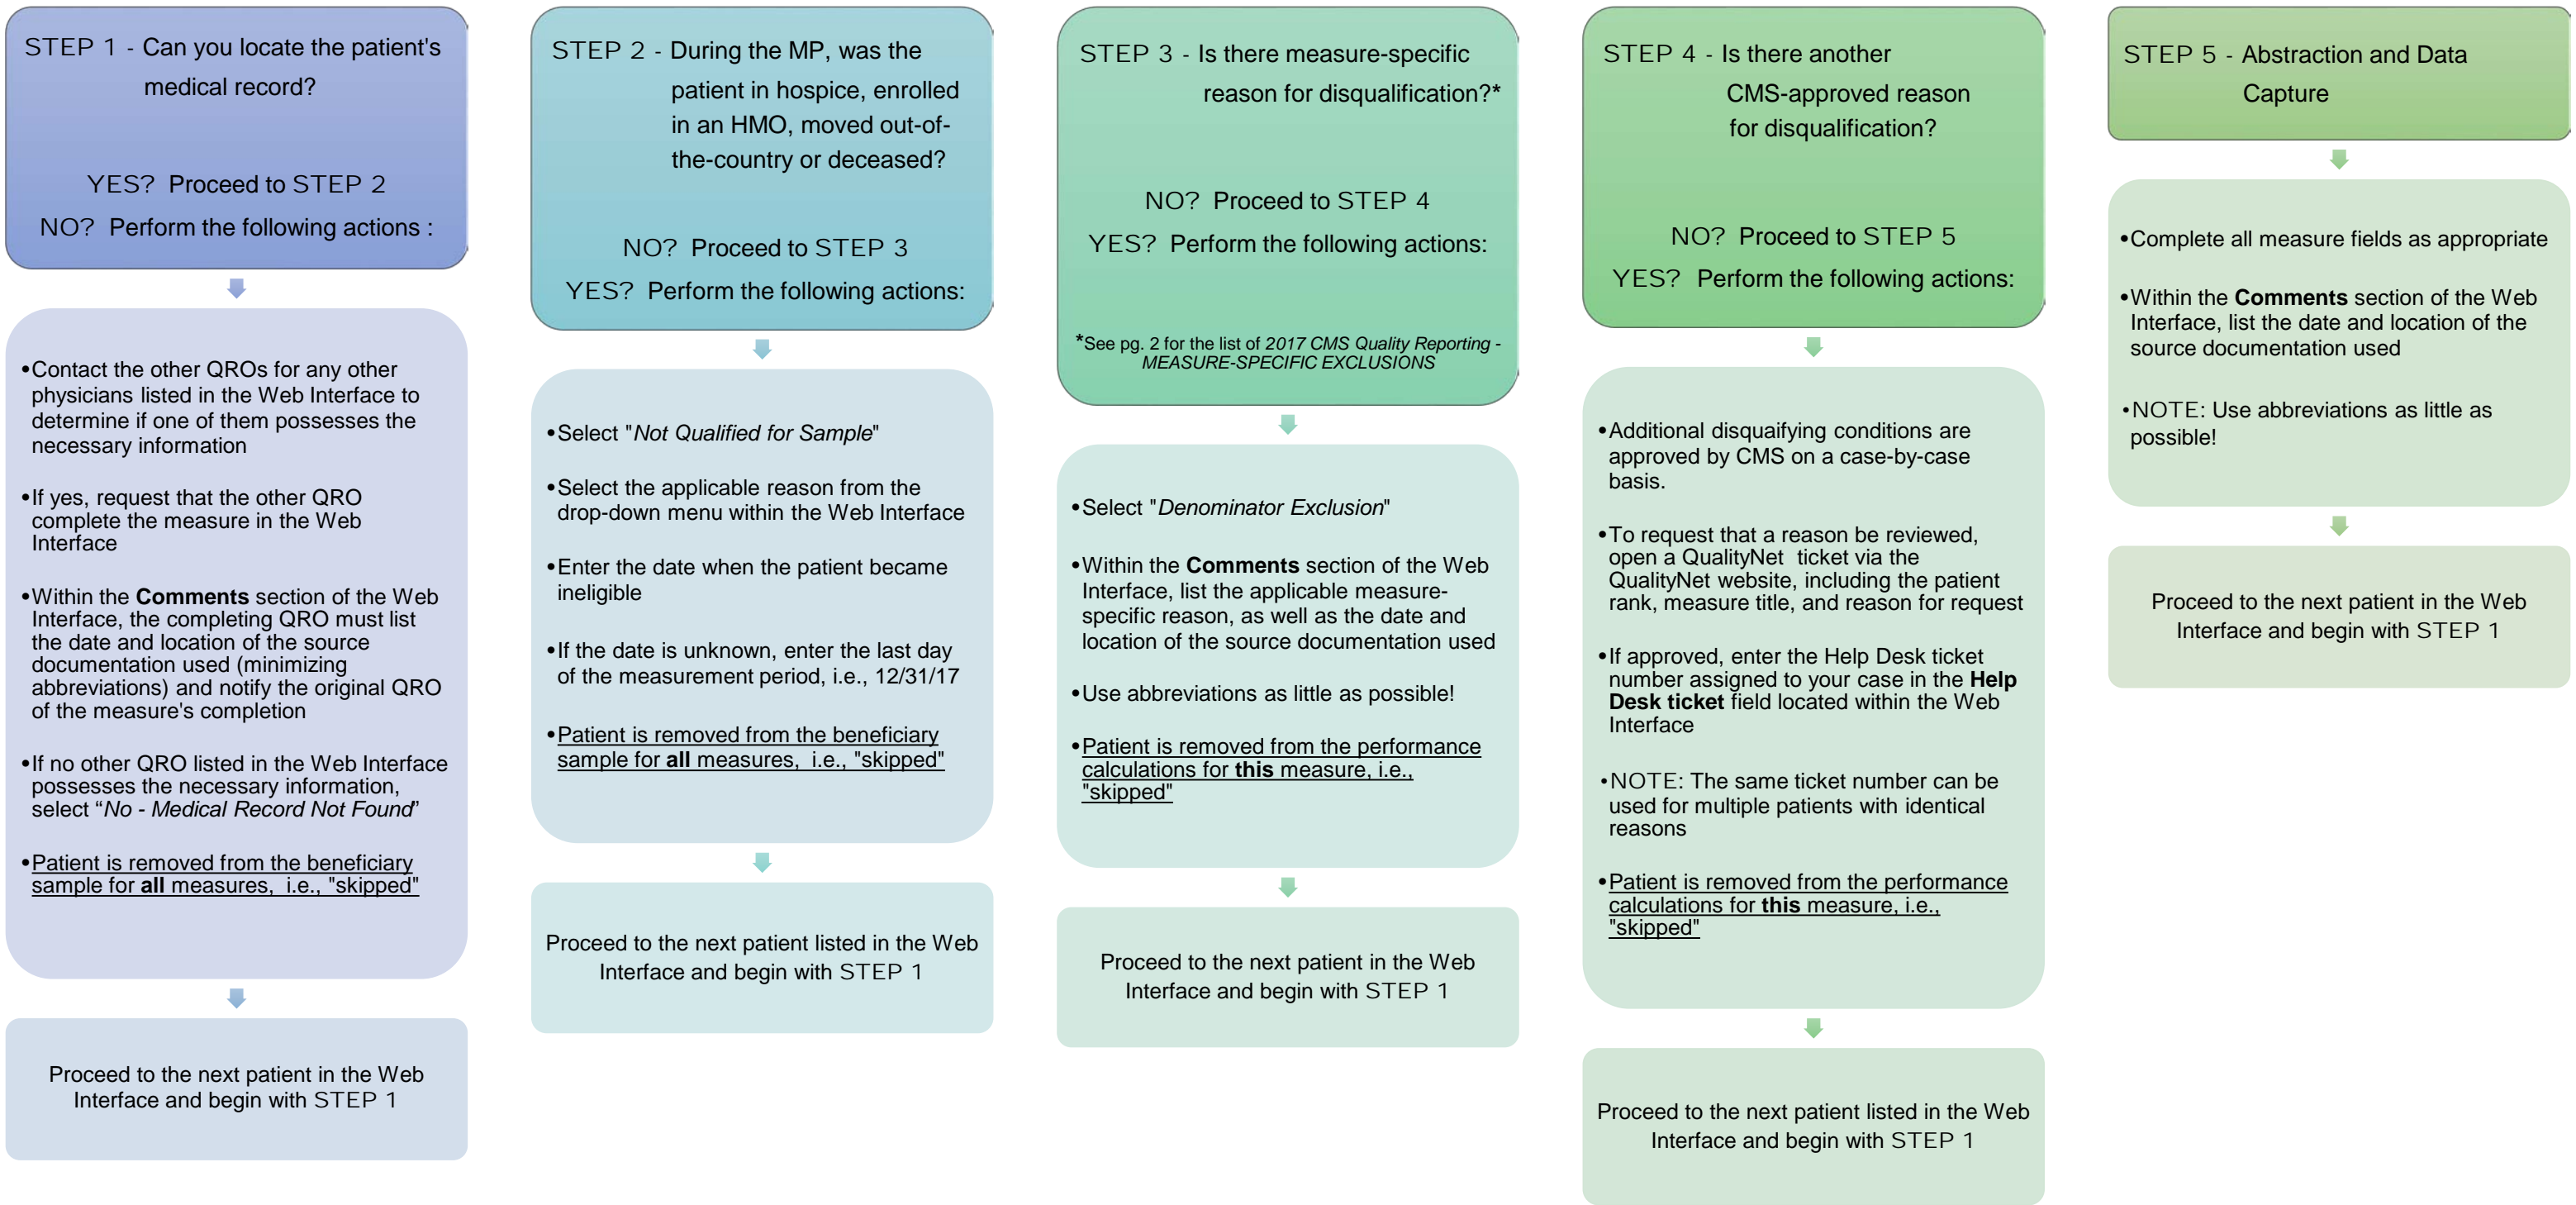 STEP 1 - Can you locate the patient's
medical record?
YES? Proceed to STEP 2
NO? Perform the following actions :
•Contact the other QROs for any other
physicians listed in the Web Interface to
determine if one of them possesses the
necessary information
•If yes, request that the other QRO
complete the measure in the Web
Interface
•Within the Comments section of the Web
Interface, the completing QRO must list
the date and location of the source
documentation used (minimizing
abbreviations) and notify the original QRO
of the measure's completion
•If no other QRO listed in the Web Interface
possesses the necessary information,
select “No - Medical Record Not Found”
•Patient is removed from the beneficiary
sample for all measures, i.e., "skipped"
Proceed to the next patient in the Web
Interface and begin with STEP 1
STEP 2 - During the MP, was the
patient in hospice, enrolled
in an HMO, moved out-of-
the-country or deceased?
NO? Proceed to STEP 3
YES? Perform the following actions:
•Select "Not Qualified for Sample"
•Select the applicable reason from the
drop-down menu within the Web Interface
•Enter the date when the patient became
ineligible
•If the date is unknown, enter the last day
of the measurement period, i.e., 12/31/17
•Patient is removed from the beneficiary
sample for all measures, i.e., "skipped"
Proceed to the next patient listed in the Web
Interface and begin with STEP 1
STEP 3 - Is there measure-specific
reason for disqualification?*
NO? Proceed to STEP 4
YES? Perform the following actions:
*See pg. 2 for the list of 2017 CMS Quality Reporting -
MEASURE-SPECIFIC EXCLUSIONS
•Select "Denominator Exclusion"
•Within the Comments section of the Web
Interface, list the applicable measure-
specific reason, as well as the date and
location of the source documentation used
•Use abbreviations as little as possible!
•Patient is removed from the performance
calculations for this measure, i.e.,
"skipped"
Proceed to the next patient in the Web
Interface and begin with STEP 1
STEP 4 - Is there another
CMS-approved reason
for disqualification?
NO? Proceed to STEP 5
YES? Perform the following actions:
•Additional disquaifying conditions are
approved by CMS on a case-by-case
basis.
•To request that a reason be reviewed,
open a QualityNet ticket via the
QualityNet website, including the patient
rank, measure title, and reason for request
•If approved, enter the Help Desk ticket
number assigned to your case in the Help
Desk ticket field located within the Web
Interface
•NOTE: The same ticket number can be
used for multiple patients with identical
reasons
•Patient is removed from the performance
calculations for this measure, i.e.,
"skipped"
Proceed to the next patient listed in the Web
Interface and begin with STEP 1
STEP 5 - Abstraction and Data
Capture
•Complete all measure fields as appropriate
•Within the Comments section of the Web
Interface, list the date and location of the
source documentation used
•NOTE: Use abbreviations as little as
possible!
Proceed to the next patient in the Web
Interface and begin with STEP 1